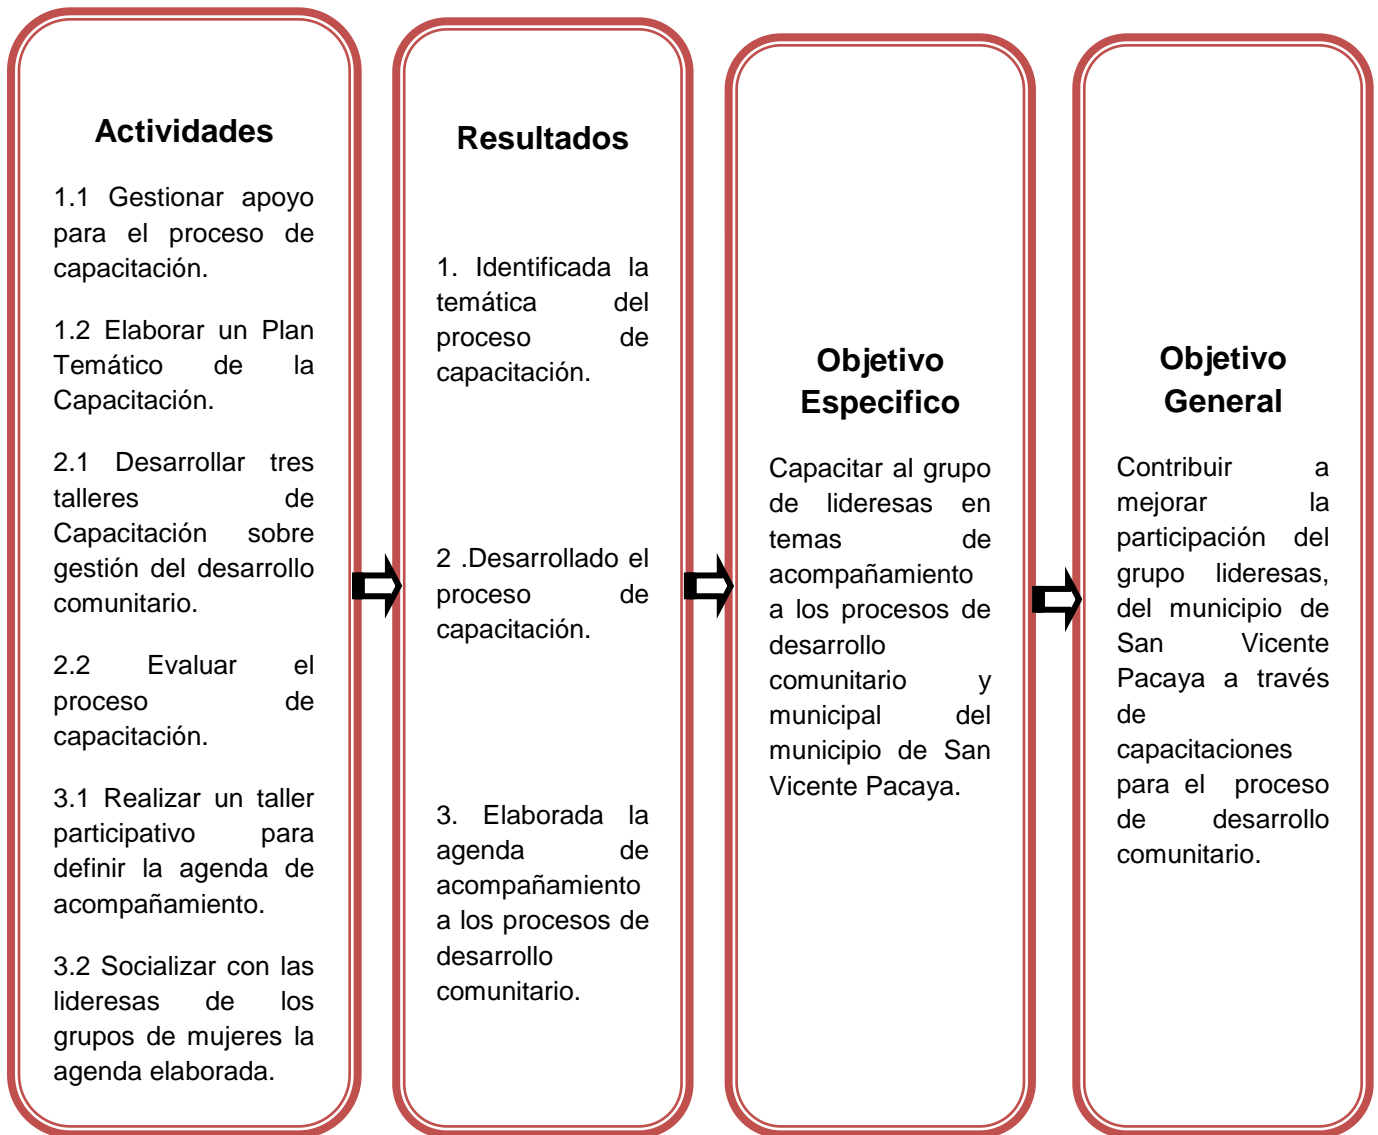 Actividades
1.1 Gestionar apoyo
para el proceso de
capacitación.
1.2 Elaborar un Plan
Temático de la
Capacitación.
2.1 Desarrollar tres
talleres de
Capacitación sobre
gestión del desarrollo
comunitario.
2.2 Evaluar el
proceso de
capacitación.
3.1 Realizar un taller
participativo para
definir la agenda de
acompañamiento.
3.2 Socializar con las
lideresas de los
grupos de mujeres la
agenda elaborada.
Resultados
1. Identificada la
temática del
proceso de
capacitación.
2 .Desarrollado el
proceso de
capacitación.
3. Elaborada la
agenda de
acompañamiento
a los procesos de
desarrollo
comunitario.
Objetivo
Especifico
Capacitar al grupo
de lideresas en
temas de
acompañamiento
a los procesos de
desarrollo
comunitario y
municipal del
municipio de San
Vicente Pacaya.
Objetivo
General
Contribuir a
mejorar la
participación del
grupo lideresas,
del municipio de
San Vicente
Pacaya a través
de
capacitaciones
para el proceso
de desarrollo
comunitario.